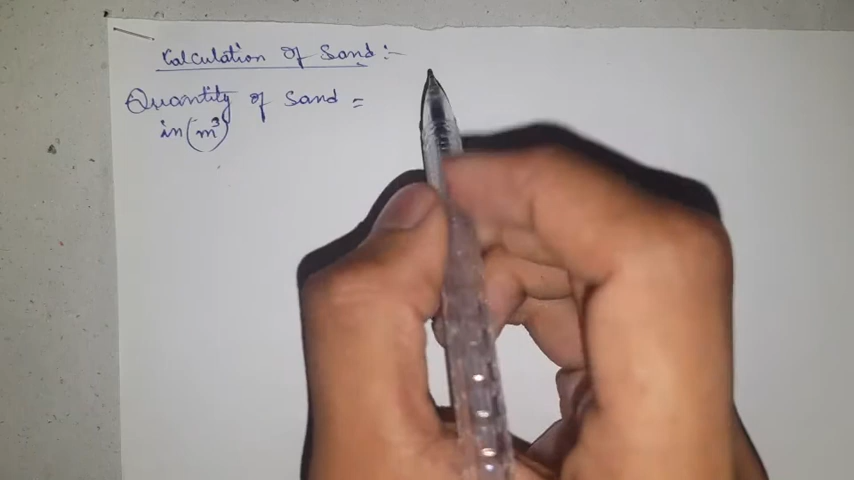 Calculation of Sand:-
Quantity of Sand =
in (m³)